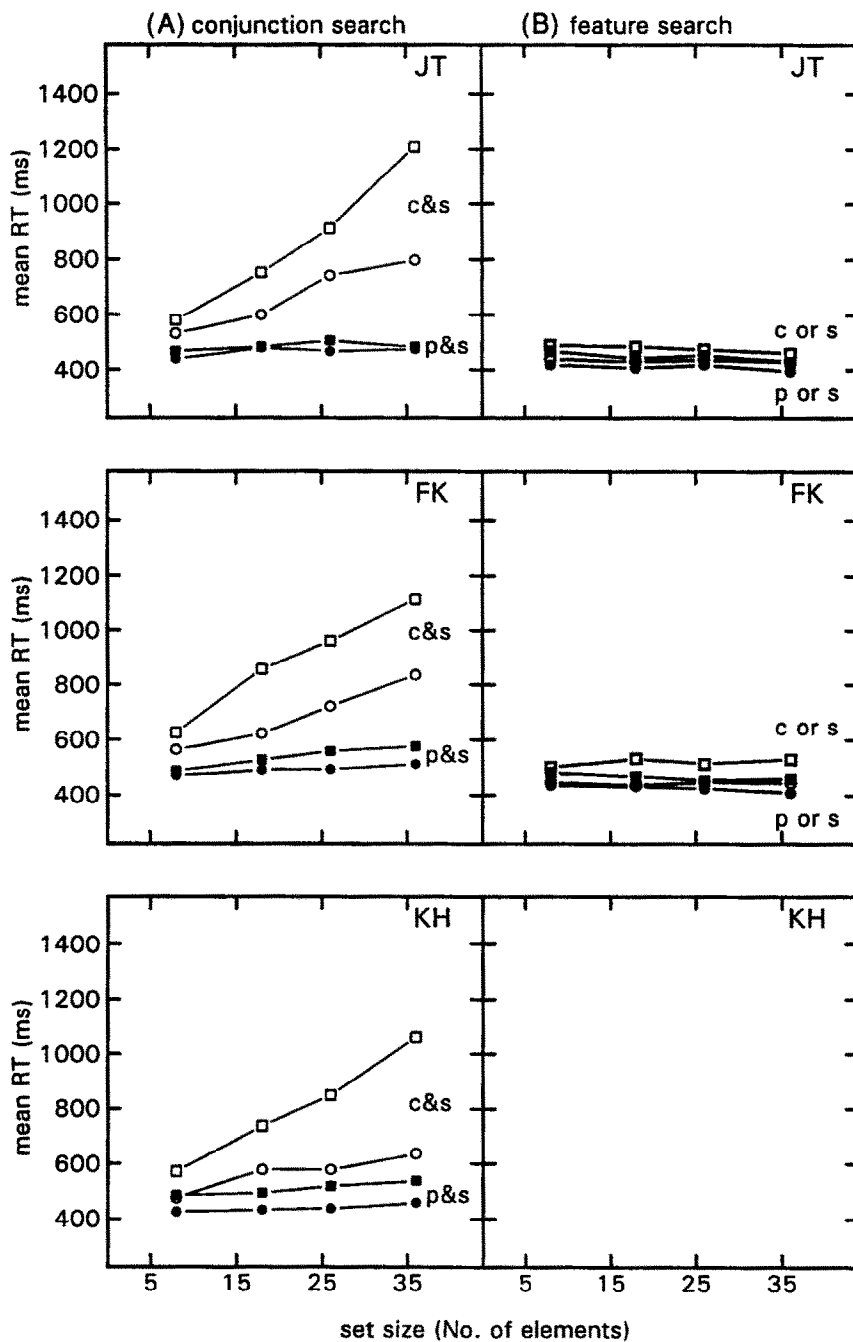 (A) conjunction search
(B) feature search
JT
JT
1400
1200
1000
800
600
400
mean RT (ms)
c&s
p&s
c or s
p or s
FK
FK
1400
1200
1000
800
600
400
mean RT (ms)
c&s
p&s
c or s
p or s
KH
KH
1400
1200
1000
800
600
400
mean RT (ms)
c&s
p&s
5 15 25 35 5 15 25 35
set size (No. of elements)